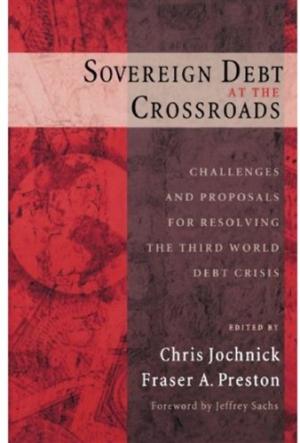 SOVEREIGN DEBT
AT THE
CROSSROADS
CHALLENGES
AND PROPOSALS
FOR RESOLVING
THE THIRD WORLD
DEBT CRISIS
EDITED BY
Chris Jochnick
Fraser A. Preston
Foreword by Jeffrey Sachs